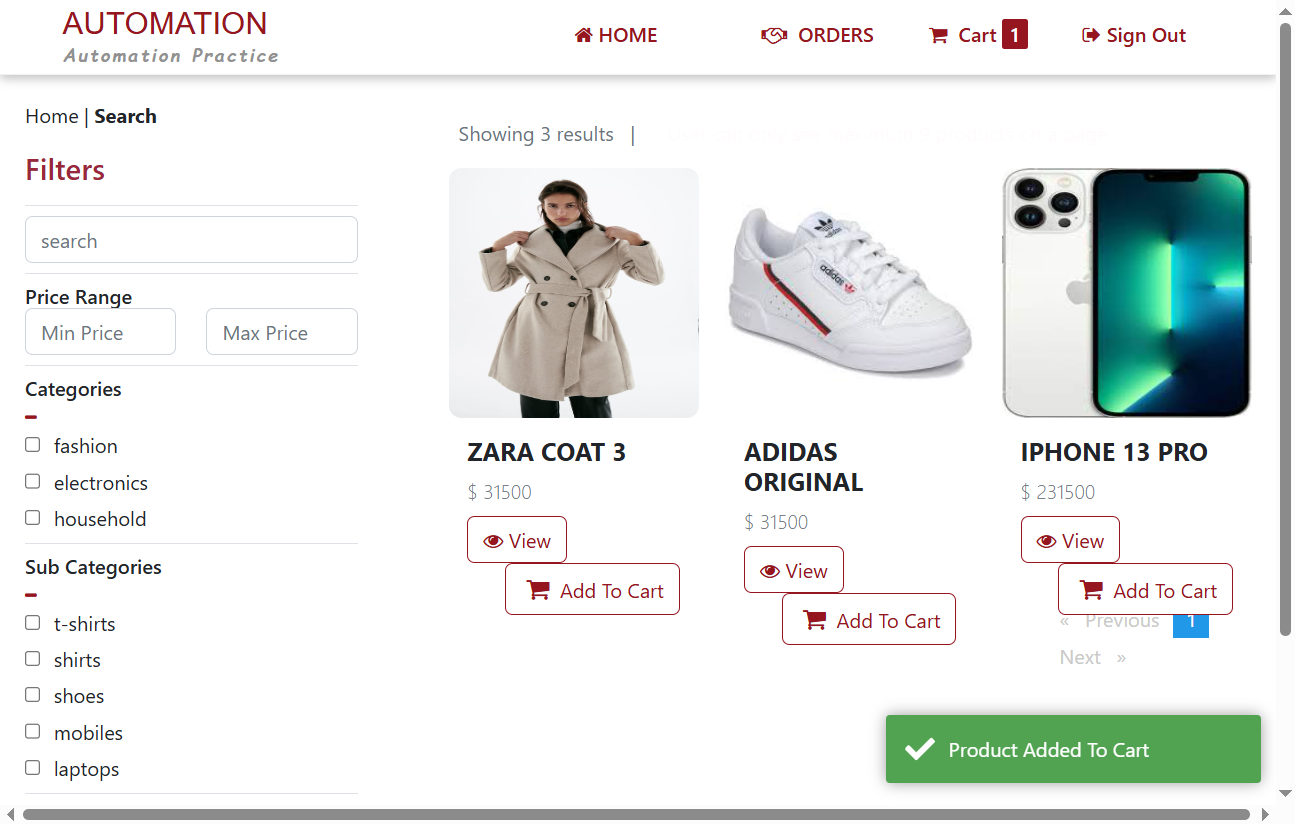 AUTOMATION
Automation Practice
HOME
ORDERS
Cart 1
Sign Out
Home | Search
Filters
search
Price Range
Min Price
Max Price
Categories
fashion
electronics
household
Sub Categories
t-shirts
shirts
shoes
mobiles
laptops
Showing 3 results |
ZARA COAT 3
$ 31500
View
Add To Cart
adidas
adidas
ADIDAS
ORIGINAL
$ 31500
View
Add To Cart
IPHONE 13 PRO
$ 231500
View
Add To Cart
« Previous 1
Next »
Product Added To Cart